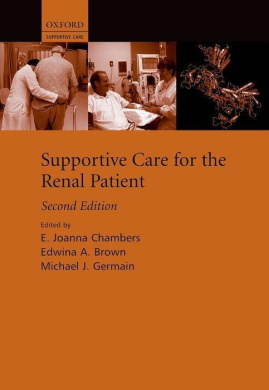 OXFORD
SUPPORTIVE CARE
Supportive Care for the
Renal Patient
Second Edition
Edited by
E. Joanna Chambers
Edwina A. Brown
Michael J. Germain